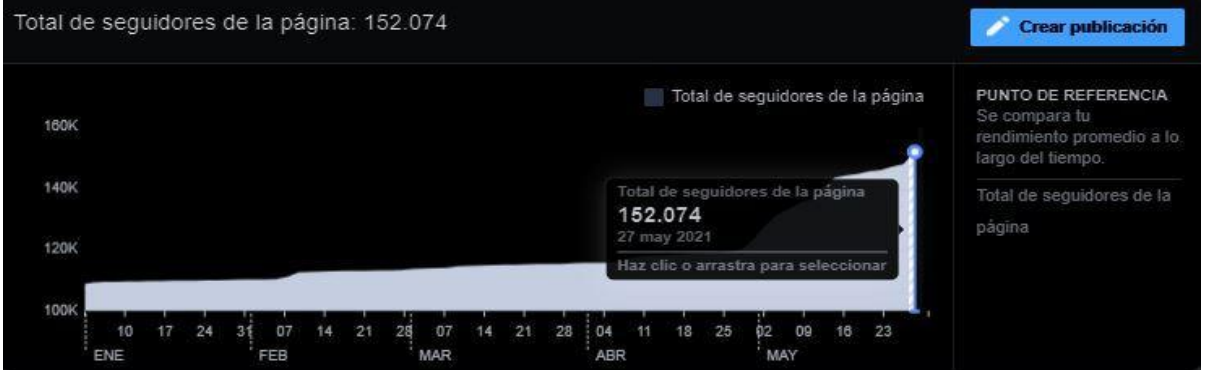 Total de seguidores de la página: 152.074
Crear publicación
Total de seguidores de la página
PUNTO DE REFERENCIA
Se compara tu
rendimiento promedio a lo
largo del tiempo.
Total de seguidores de la
página
160K
140K
120K
100K
Total de seguidores de la página
152.074
27 may 2021
Haz clic o arrastra para seleccionar
10 17 24 31 07 14 21 28 07 14 21 28 04 11 18 25 02 09 16 23
ENE FEB MAR ABR MAY